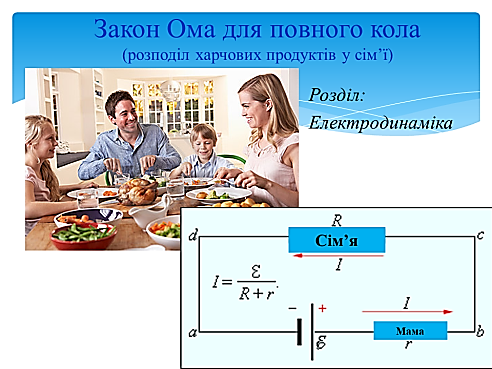 Закон Ома для повного кола
(розподіл харчових продуктів у сім’ї)
Розділ:
Електродинаміка
R
d
Сім’я
c
I
I = ℰ / R + r .
− +
I
a
ℰ
Мама
b
r